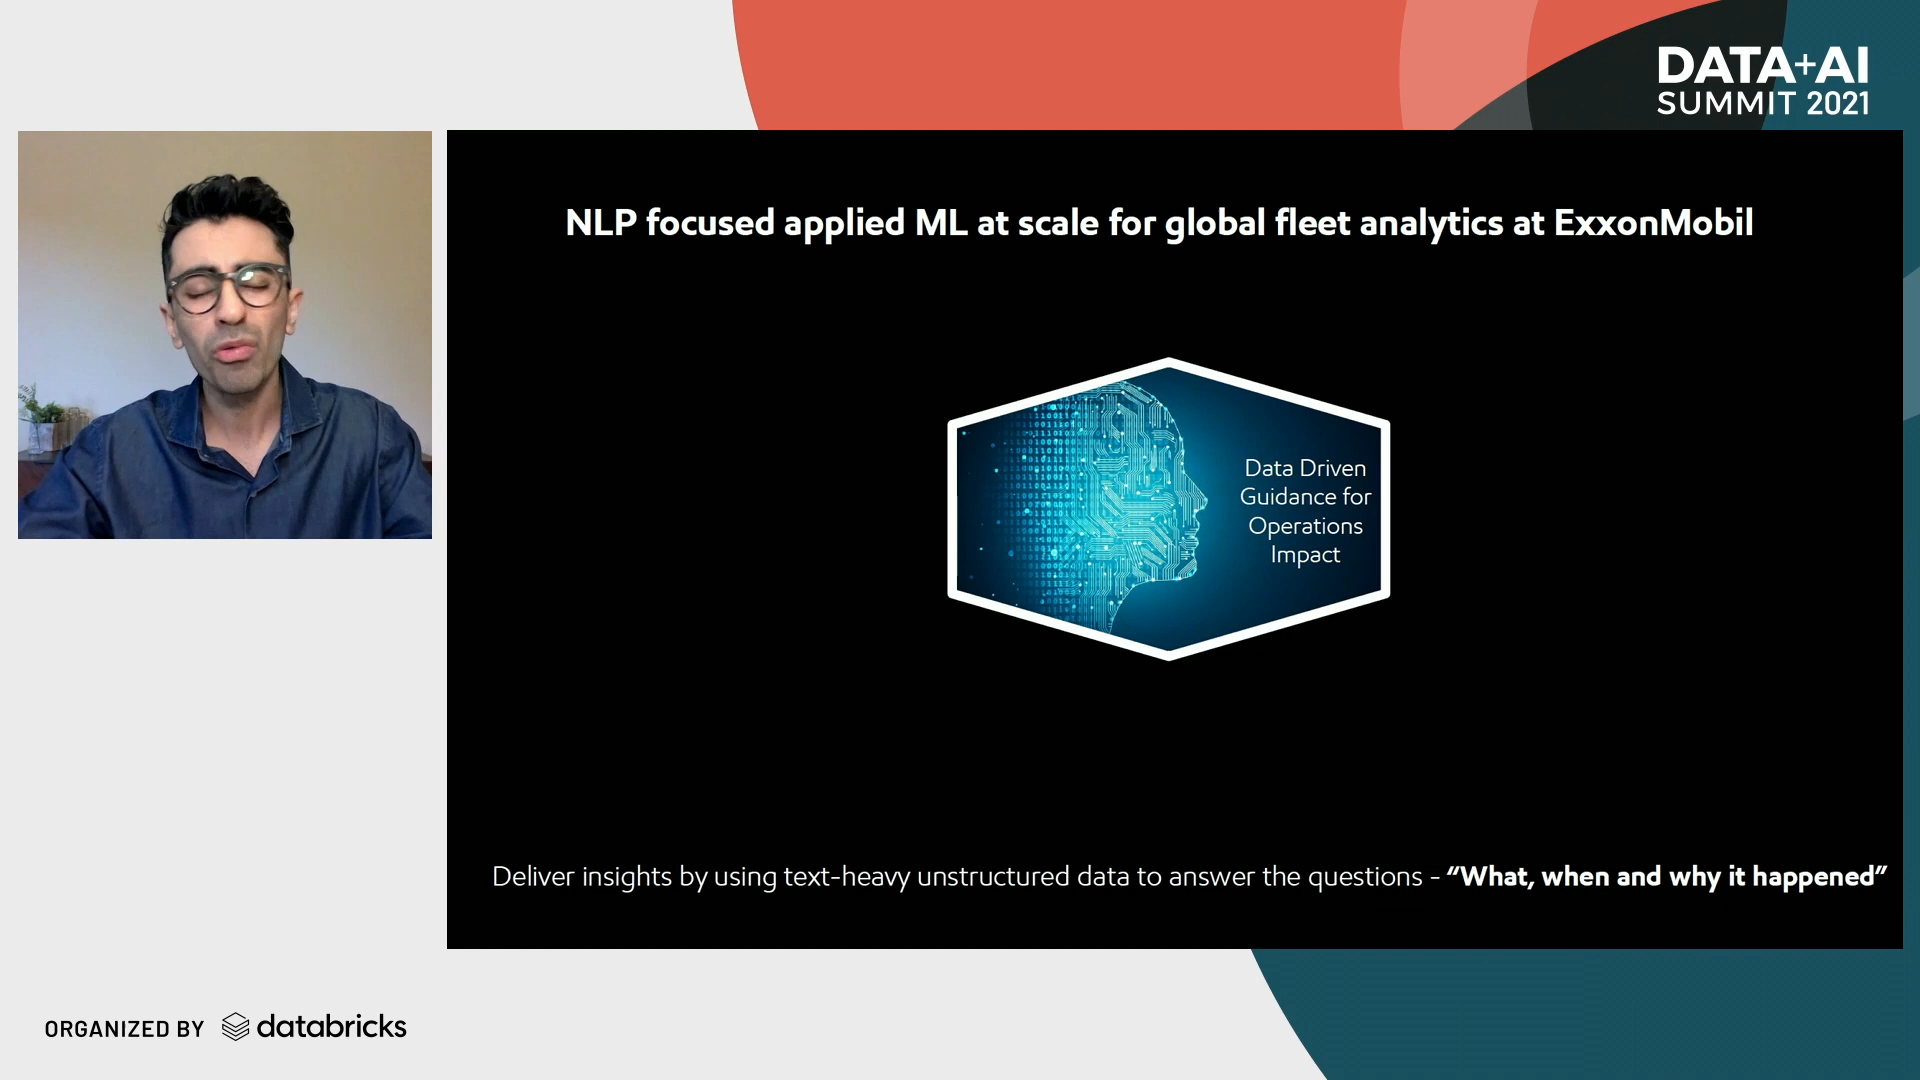 DATA+AI
SUMMIT 2021
NLP focused applied ML at scale for global fleet analytics at ExxonMobil
Data Driven
Guidance for
Operations
Impact
Deliver insights by using text-heavy unstructured data to answer the questions - “What, when and why it happened”
ORGANIZED BY databricks